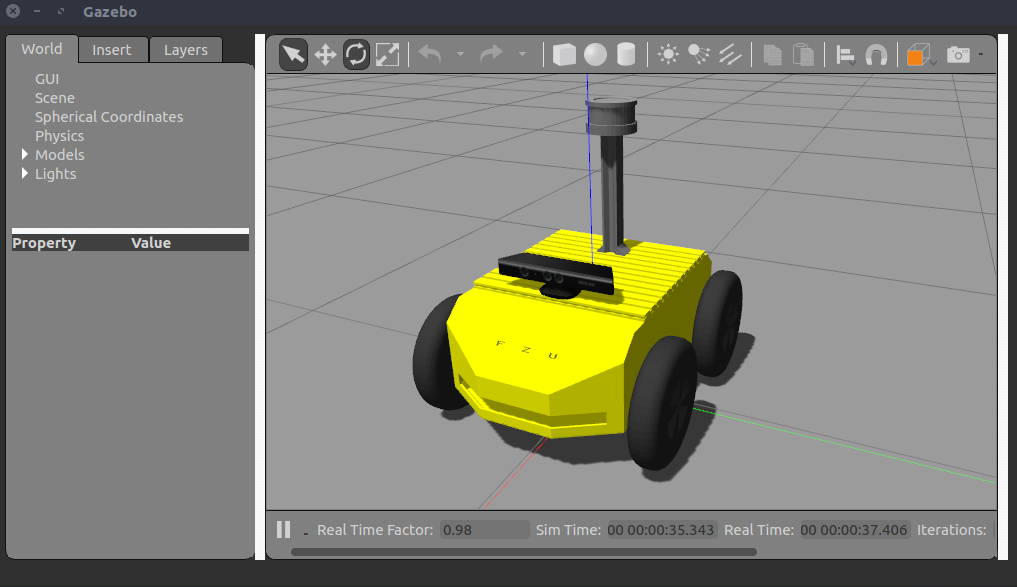 Gazebo
World Insert Layers
GUI
Scene
Spherical Coordinates
Physics
Models
Lights
Property Value
F Z U
Real Time Factor: 0.98 Sim Time: 00 00:00:35.343 Real Time: 00 00:00:37.406 Iterations: